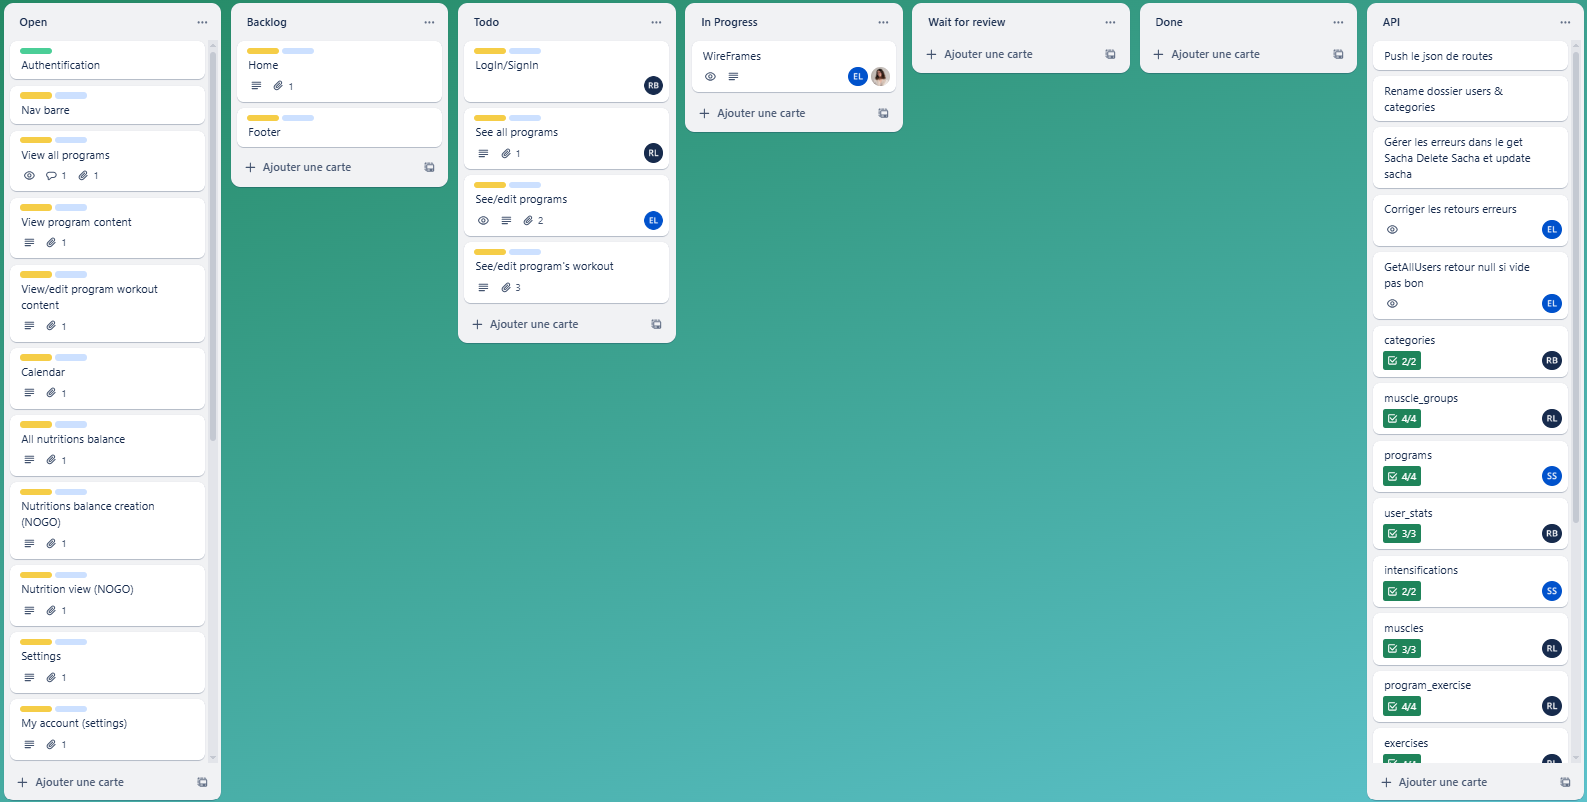 Open
Authentification
Nav barre
View all programs
1
1
View program content
1
View/edit program workout
content
1
Calendar
1
All nutritions balance
1
Nutritions balance creation
(NOGO)
1
Nutrition view (NOGO)
1
Settings
1
My account (settings)
1
Ajouter une carte
Backlog
Home
1
Footer
Ajouter une carte
Todo
LogIn/SignIn
RB
See all programs
1
RL
See/edit programs
2
EL
See/edit program's workout
3
Ajouter une carte
In Progress
WireFrames
EL
Ajouter une carte
Wait for review
Ajouter une carte
Done
Ajouter une carte
API
Push le json de routes
Rename dossier users &
categories
Gérer les erreurs dans le get
Sacha Delete Sacha et update
sacha
Corriger les retours erreurs
EL
GetAllUsers retour null si vide
pas bon
EL
categories
2/2
RB
muscle_groups
4/4
RL
programs
4/4
SS
user_stats
3/3
RB
intensifications
2/2
SS
muscles
3/3
RL
program_exercise
4/4
RL
exercises
Ajouter une carte